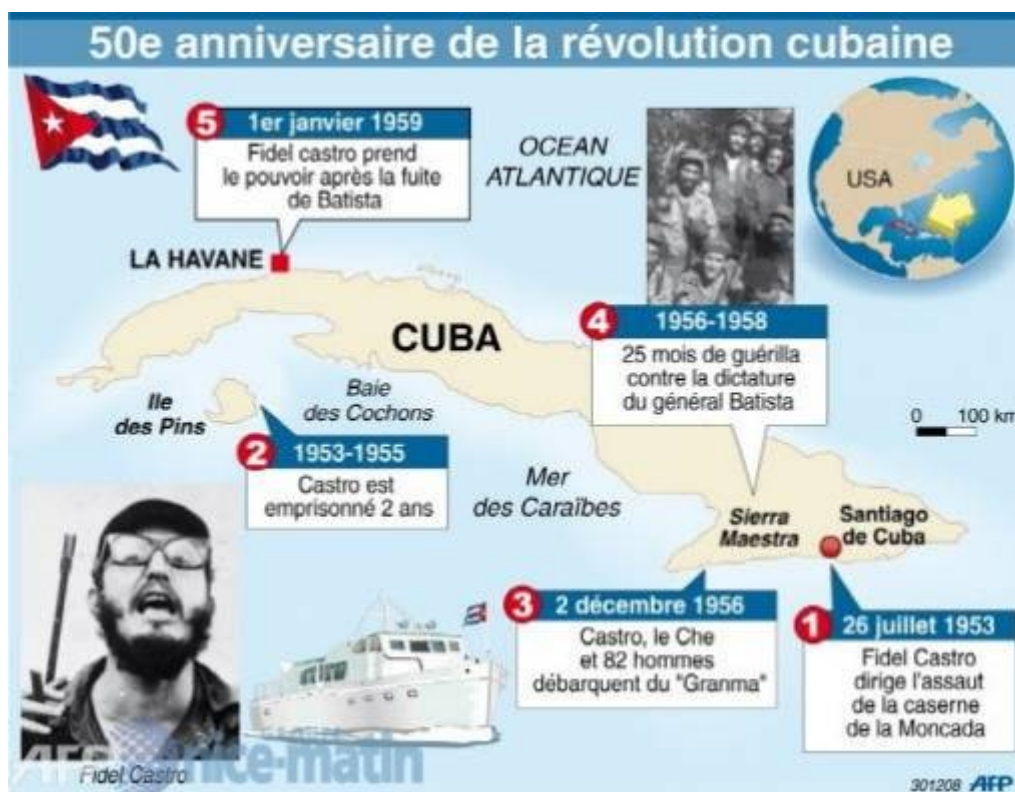 50e anniversaire de la révolution cubaine
5
1er janvier 1959
Fidel castro prend
le pouvoir après la fuite
de Batista
OCEAN
ATLANTIQUE
USA
LA HAVANE
CUBA
4
1956-1958
25 mois de guérilla
contre la dictature
du général Batista
Ile
des Pins
Baie
des Cochons
0 100 km
2
1953-1955
Castro est
emprisonné 2 ans
Mer
des Caraïbes
Sierra
Maestra
Santiago
de Cuba
3
2 décembre 1956
Castro, le Che
et 82 hommes
débarquent du "Granma"
1
26 juillet 1953
Fidel Castro
dirige l'assaut
de la caserne
de la Moncada
AFP nice-matin
Fidel Castro
301208 AFP